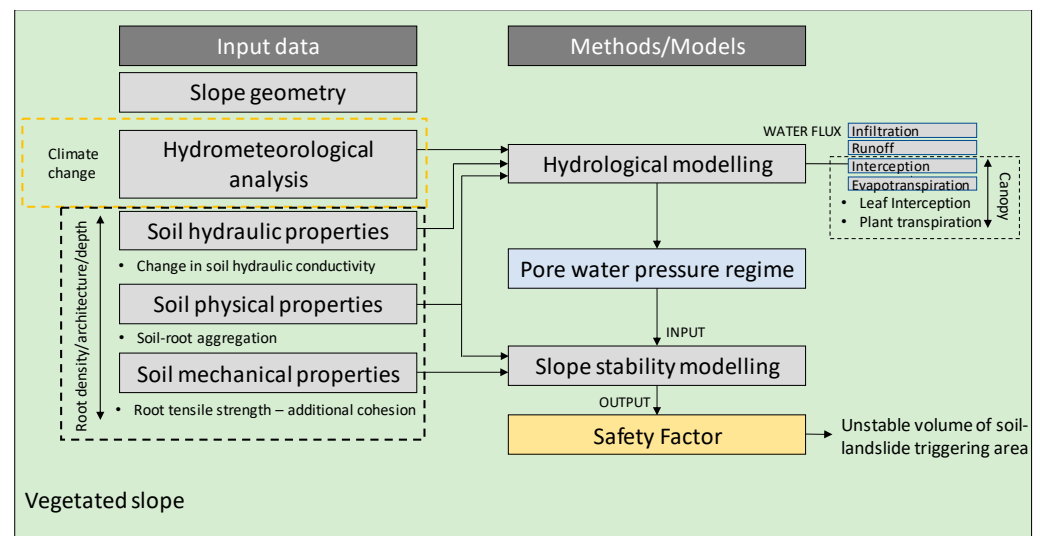 Input data
Methods/Models
Slope geometry
Climate
change
Hydrometeorological
analysis
Hydrological modelling
WATER FLUX
Infiltration
Runoff
Interception
Evapotranspiration
• Leaf Interception
• Plant transpiration
Canopy
Root density/architecture/depth
Soil hydraulic properties
• Change in soil hydraulic conductivity
Soil physical properties
• Soil-root aggregation
Soil mechanical properties
• Root tensile strength – additional cohesion
Pore water pressure regime
INPUT
Slope stability modelling
OUTPUT
Safety Factor
Unstable volume of soil-
landslide triggering area
Vegetated slope